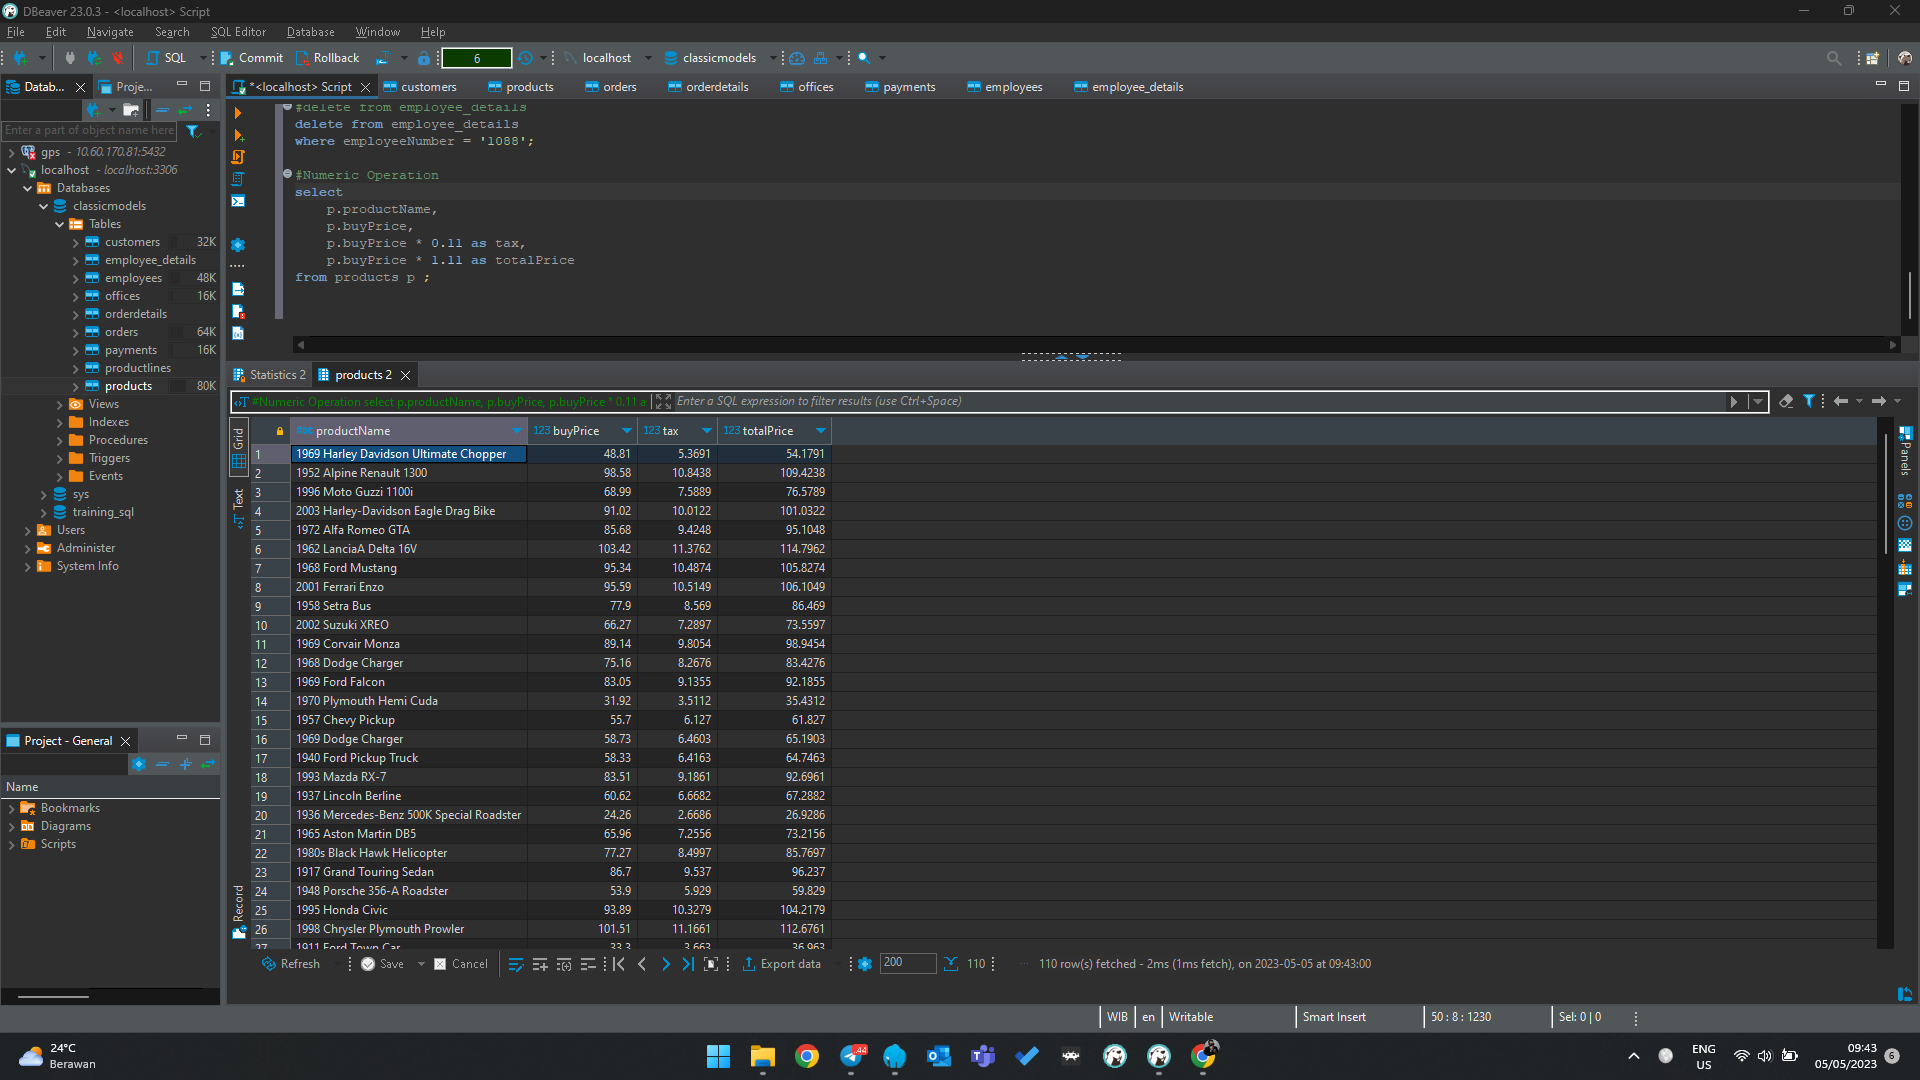 DBeaver 23.0.3 - <localhost> Script
File Edit Navigate Search SQL Editor Database Window Help
SQL Commit Rollback 6 localhost classicmodels
Datab... Proje... *<localhost> Script customers products orders orderdetails offices payments employees employee_details
Enter a part of object name here
gps - 10.60.170.81:5432
localhost - localhost:3306
Databases
classicmodels
Tables
customers 32K
employee_details
employees 48K
offices 16K
orderdetails
orders 64K
payments 16K
productlines
products 80K
Views
Indexes
Procedures
Triggers
Events
sys
training_sql
Users
Administer
System Info
Project - General
Name
Bookmarks
Diagrams
Scripts
#delete from employee_details
delete from employee_details
where employeeNumber = '1088';
#Numeric Operation
select
p.productName,
p.buyPrice,
p.buyPrice * 0.11 as tax,
p.buyPrice * 1.11 as totalPrice
from products p ;
Statistics 2 products 2
#Numeric Operation select p.productName, p.buyPrice, p.buyPrice * 0.11 a Enter a SQL expression to filter results (use Ctrl+Space)
Grid
Text
Record
Panels
productName 123 buyPrice 123 tax 123 totalPrice
1 1969 Harley Davidson Ultimate Chopper 48.81 5.3691 54.1791
2 1952 Alpine Renault 1300 98.58 10.8438 109.4238
3 1996 Moto Guzzi 1100i 68.99 7.5889 76.5789
4 2003 Harley-Davidson Eagle Drag Bike 91.02 10.0122 101.0322
5 1972 Alfa Romeo GTA 85.68 9.4248 95.1048
6 1962 LanciaA Delta 16V 103.42 11.3762 114.7962
7 1968 Ford Mustang 95.34 10.4874 105.8274
8 2001 Ferrari Enzo 95.59 10.5149 106.1049
9 1958 Setra Bus 77.9 8.569 86.469
10 2002 Suzuki XREO 66.27 7.2897 73.5597
11 1969 Corvair Monza 89.14 9.8054 98.9454
12 1968 Dodge Charger 75.16 8.2676 83.4276
13 1969 Ford Falcon 83.05 9.1355 92.1855
14 1970 Plymouth Hemi Cuda 31.92 3.5112 35.4312
15 1957 Chevy Pickup 55.7 6.127 61.827
16 1969 Dodge Charger 58.73 6.4603 65.1903
17 1940 Ford Pickup Truck 58.33 6.4163 64.7463
18 1993 Mazda RX-7 83.51 9.1861 92.6961
19 1937 Lincoln Berline 60.62 6.6682 67.2882
20 1936 Mercedes-Benz 500K Special Roadster 24.26 2.6686 26.9286
21 1965 Aston Martin DB5 65.96 7.2556 73.2156
22 1980s Black Hawk Helicopter 77.27 8.4997 85.7697
23 1917 Grand Touring Sedan 86.7 9.537 96.237
24 1948 Porsche 356-A Roadster 53.9 5.929 59.829
25 1995 Honda Civic 93.89 10.3279 104.2179
26 1998 Chrysler Plymouth Prowler 101.51 11.1661 112.6761
27 1911 Ford Town Car 33.3 3.663 36.963
Refresh Save Cancel Export data 200 110 110 row(s) fetched - 2ms (1ms fetch), on 2023-05-05 at 09:43:00
WIB en Writable Smart Insert 50 : 8 : 1230 Sel: 0 | 0
24°C
Berawan
44
ENG
US
09:43
05/05/2023
6